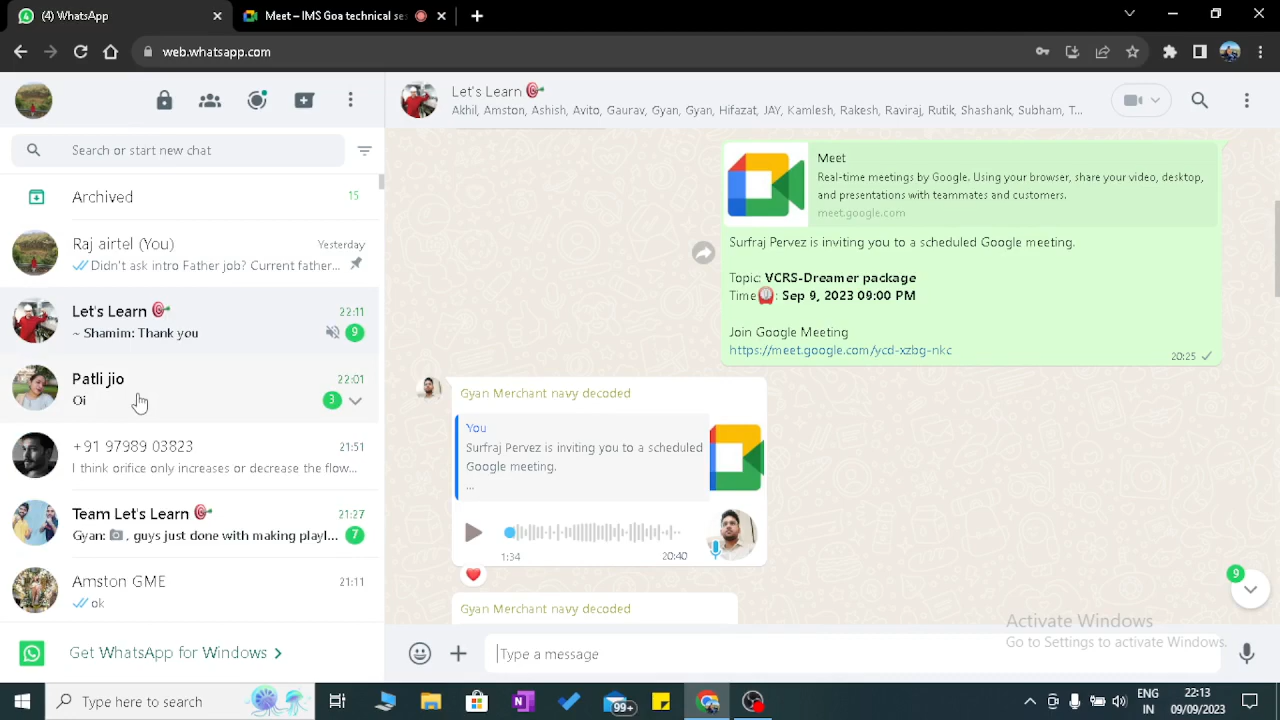 (4) WhatsApp
Meet – IMS Goa technical ses
web.whatsapp.com
Let's Learn
Akhil, Amston, Ashish, Avito, Gaurav, Gyan, Gyan, Hifazat, JAY, Kamlesh, Rakesh, Raviraj, Rutik, Shashank, Subham, T...
Search or start new chat
Archived 15
Raj airtel (You) Yesterday
Didn't ask intro Father job? Current father...
Let's Learn 22:11
~ Shamim: Thank you 9
Patli jio 22:01
Oi 3
+91 97989 03823 21:51
I think orifice only increases or decrease the flow...
Team Let's Learn 21:27
Gyan: , guys just done with making playl... 7
Amston GME 21:11
ok
Get WhatsApp for Windows >
Meet
Real-time meetings by Google. Using your browser, share your video, desktop,
and presentations with teammates and customers.
meet.google.com
Surfraj Pervez is inviting you to a scheduled Google meeting.
Topic: VCRS-Dreamer package
Time : Sep 9, 2023 09:00 PM
Join Google Meeting
https://meet.google.com/ycd-xzbg-nkc
20:25
Gyan Merchant navy decoded
You
Surfraj Pervez is inviting you to a scheduled
Google meeting.
...
1:34 20:40
Gyan Merchant navy decoded
9
Activate Windows
Go to Settings to activate Windows.
Type a message
Type here to search
99+
ENG
IN
22:13
09/09/2023